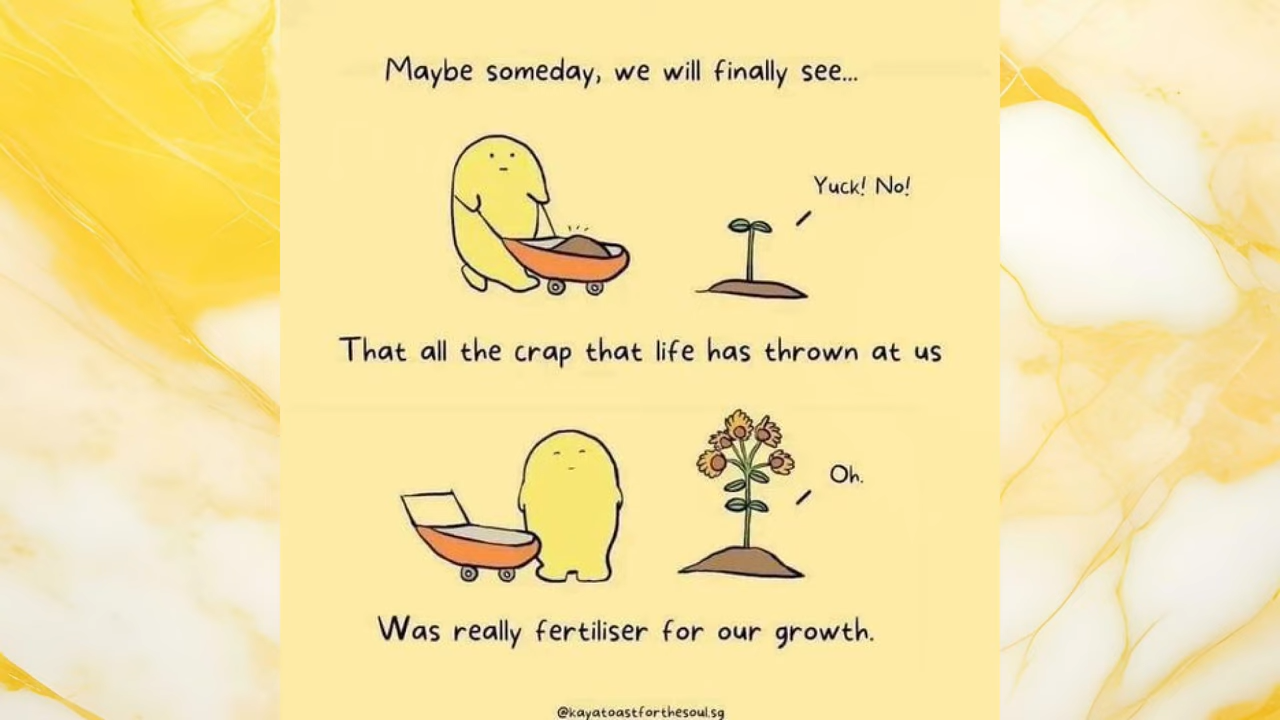 Maybe someday, we will finally see...
Yuck! No!
That all the crap that life has thrown at us
Oh.
Was really fertiliser for our growth.
@kayatoastforthesoul.sg